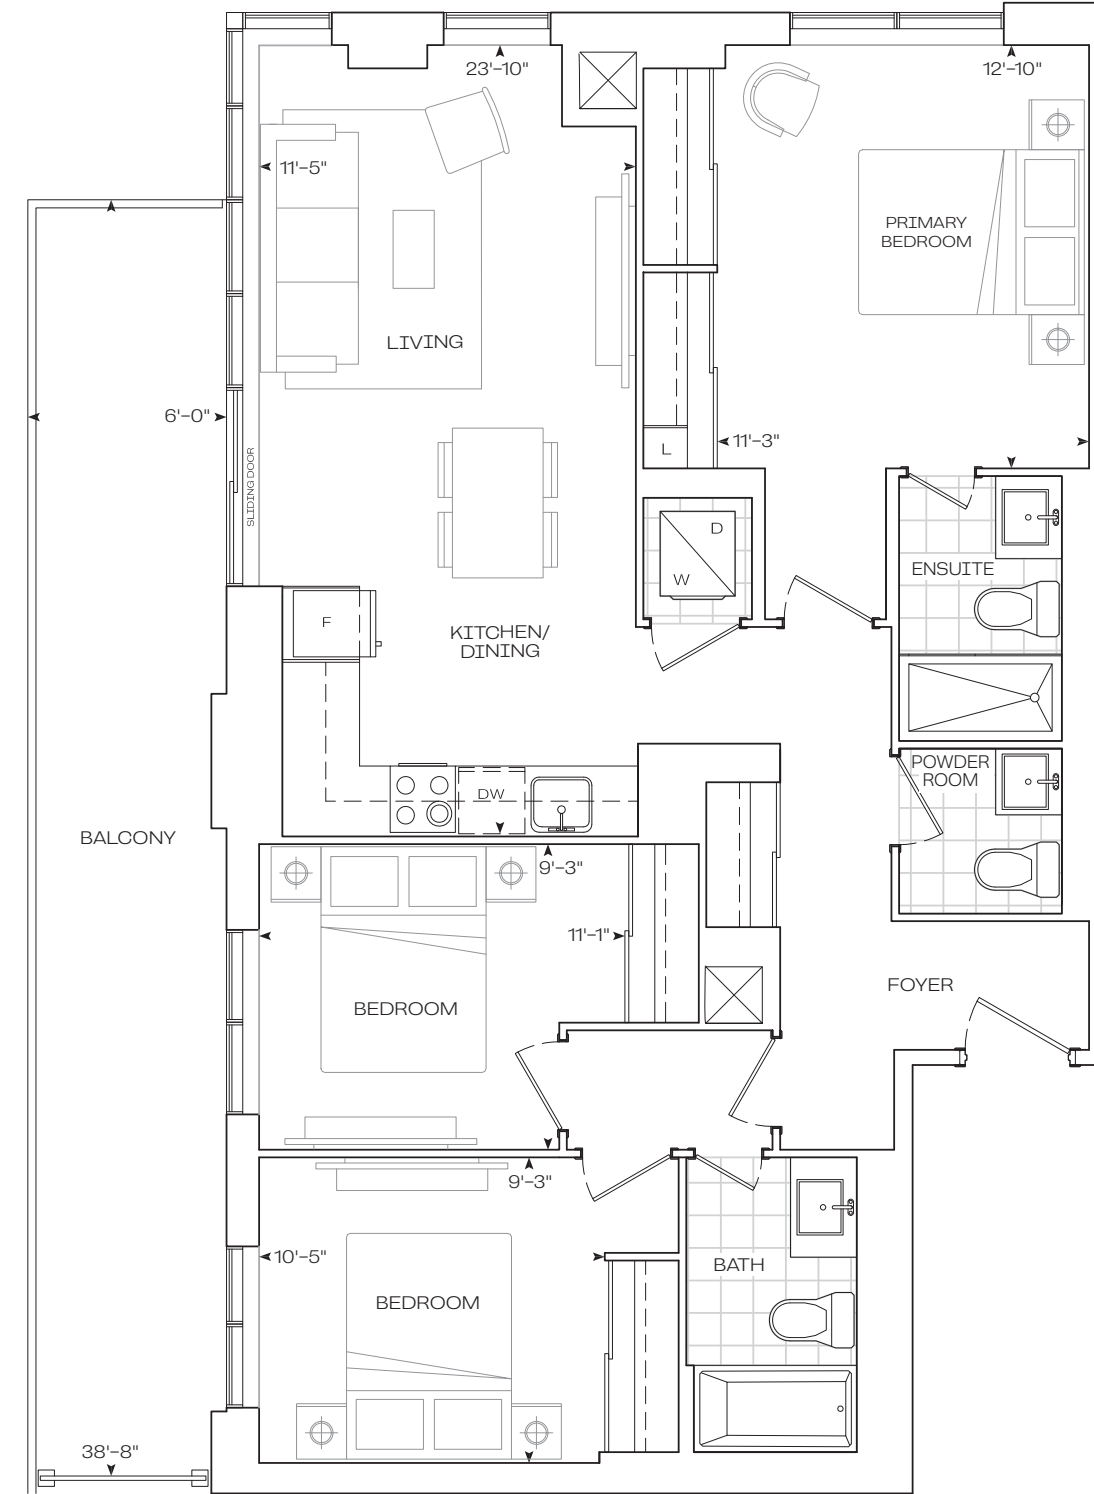 23'-10"
12'-10"
11'-5"
PRIMARY
BEDROOM
LIVING
6'-0"
SLIDING DOOR
L
11'-3"
D
W
ENSUITE
F
KITCHEN/
DINING
POWDER
ROOM
DW
BALCONY
9'-3"
11'-1"
FOYER
BEDROOM
9'-3"
10'-5"
BATH
BEDROOM
38'-8"